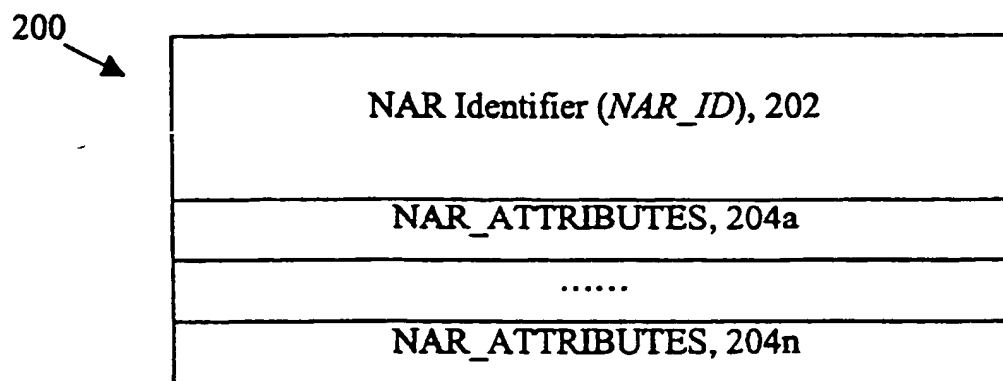 200
NAR Identifier (NAR_ID), 202
NAR_ATTRIBUTES, 204a
......
NAR_ATTRIBUTES, 204n